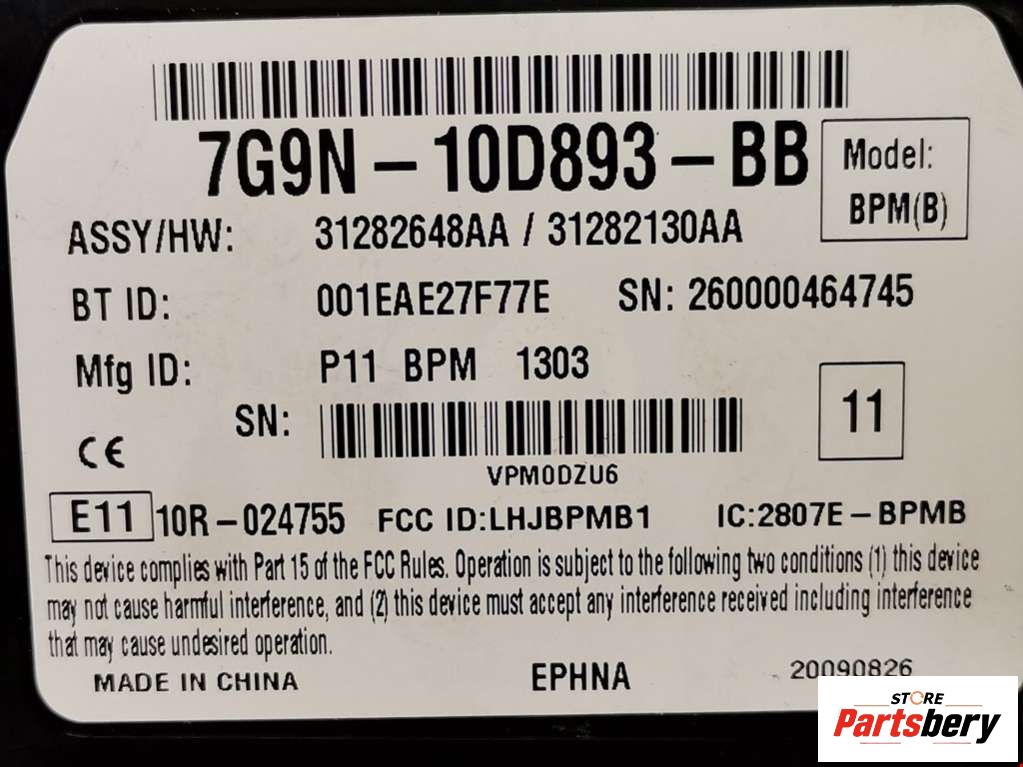 7G9N-10D893-BB
Model:
BPM(B)
ASSY/HW: 31282648AA / 31282130AA
BT ID: 001EAE27F77E SN: 260000464745
Mfg ID: P11 BPM 1303
SN:
11
VPM0DZU6
CE
E11 10R-024755 FCC ID:LHJBPMB1 IC:2807E-BPMB
This device complies with Part 15 of the FCC Rules. Operation is subject to the following two conditions (1) this device
may not cause harmful interference, and (2) this device must accept any interference received including interference
that may cause undesired operation.
MADE IN CHINA EPHNA 20090826
STORE
Partsbery